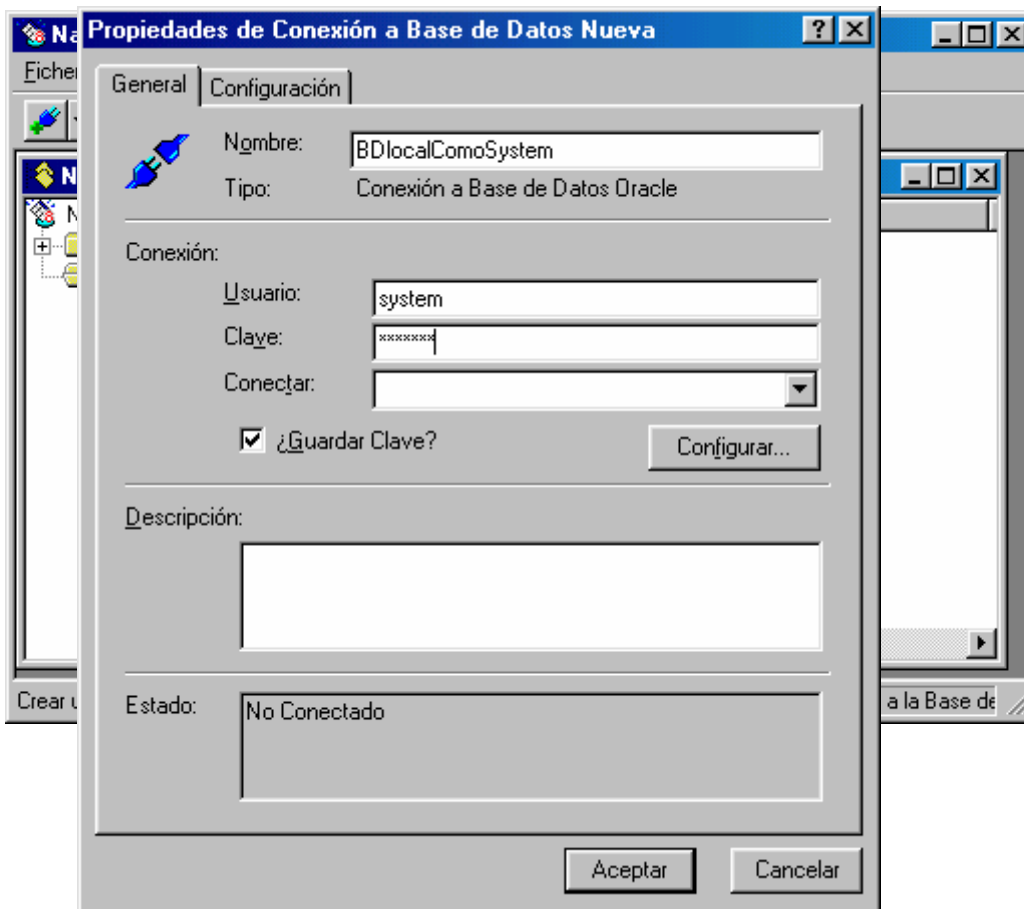 Propiedades de Conexión a Base de Datos Nueva
General Configuración
Nombre: BDlocalComoSystem
Tipo: Conexión a Base de Datos Oracle
Conexión:
Usuario: system
Clave: *******
Conectar:
¿Guardar Clave? Configurar...
Descripción:
Crear
Estado: No Conectado
a la Base de
Aceptar Cancelar